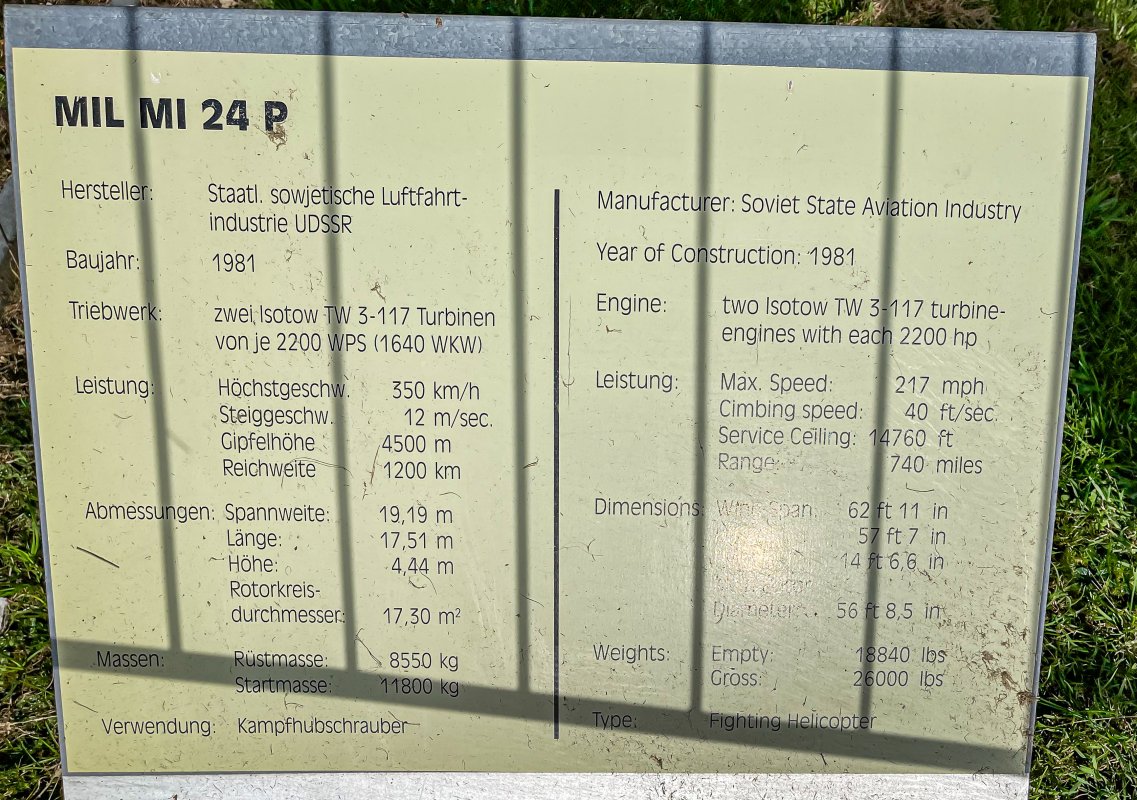 MIL MI 24 P
Hersteller: Staatl. sowjetische Luftfahrt-
industrie UDSSR
Baujahr: 1981
Triebwerk: zwei Isotow TW 3-117 Turbinen
von je 2200 WPS (1640 WKW)
Leistung: Höchstgeschw. 350 km/h
Steiggeschw. 12 m/sec.
Gipfelhöhe 4500 m
Reichweite 1200 km
Abmessungen: Spannweite: 19,19 m
Länge: 17,51 m
Höhe: 4,44 m
Rotorkreis-
durchmesser: 17,30 m²
Massen: Rüstmasse: 8550 kg
Startmasse: 11800 kg
Verwendung: Kampfhubschrauber
Manufacturer: Soviet State Aviation Industry
Year of Construction: 1981
Engine: two Isotow TW 3-117 turbine-
engines with each 2200 hp
Leistung: Max. Speed: 217 mph
Cimbing speed: 40 ft/sec.
Service Ceiling: 14760 ft
Range: 740 miles
Dimensions: Span: 62 ft 11 in
57 ft 7 in
14 ft 6,6 in
Diameter: 56 ft 8,5 in
Weights: Empty: 18840 lbs
Gross: 26000 lbs
Type: Fighting Helicopter